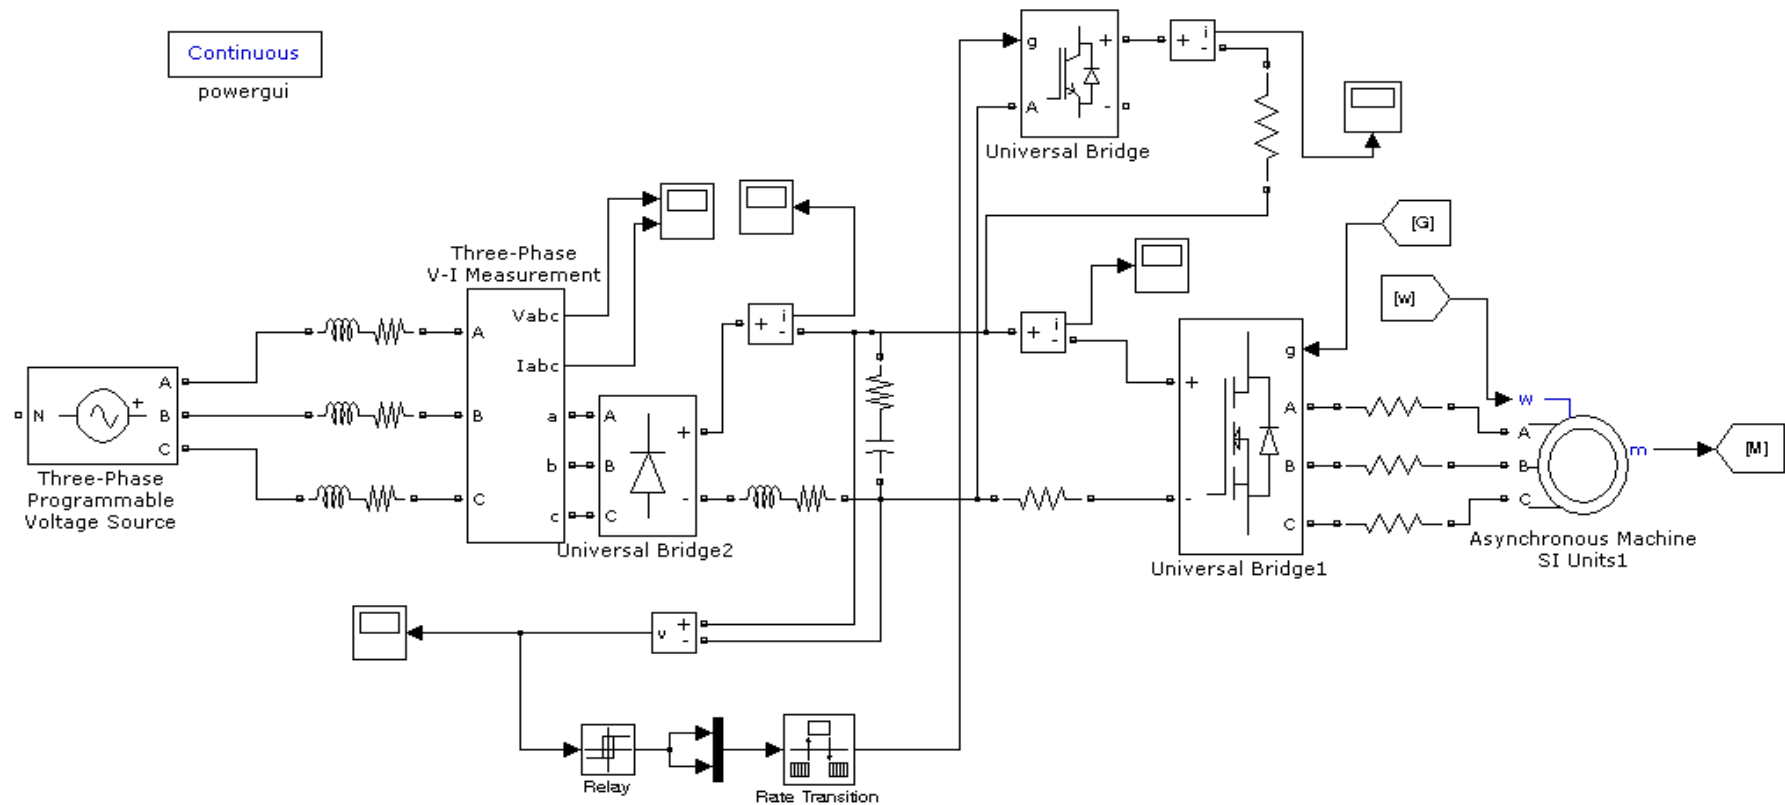 Continuous
powergui
g
A
+
-
+
i
-
Universal Bridge
[G]
[w]
Three-Phase
V-I Measurement
Vabc
Iabc
A
B
C
a
b
c
N
A
B
C
+
Three-Phase
Programmable
Voltage Source
A
B
C
+
-
Universal Bridge2
+
i
-
+
i
-
+
-
g
A
B
C
Universal Bridge1
w
A
B
C
m
[M]
Asynchronous Machine
SI Units1
v
+
-
Relay
Rate Transition